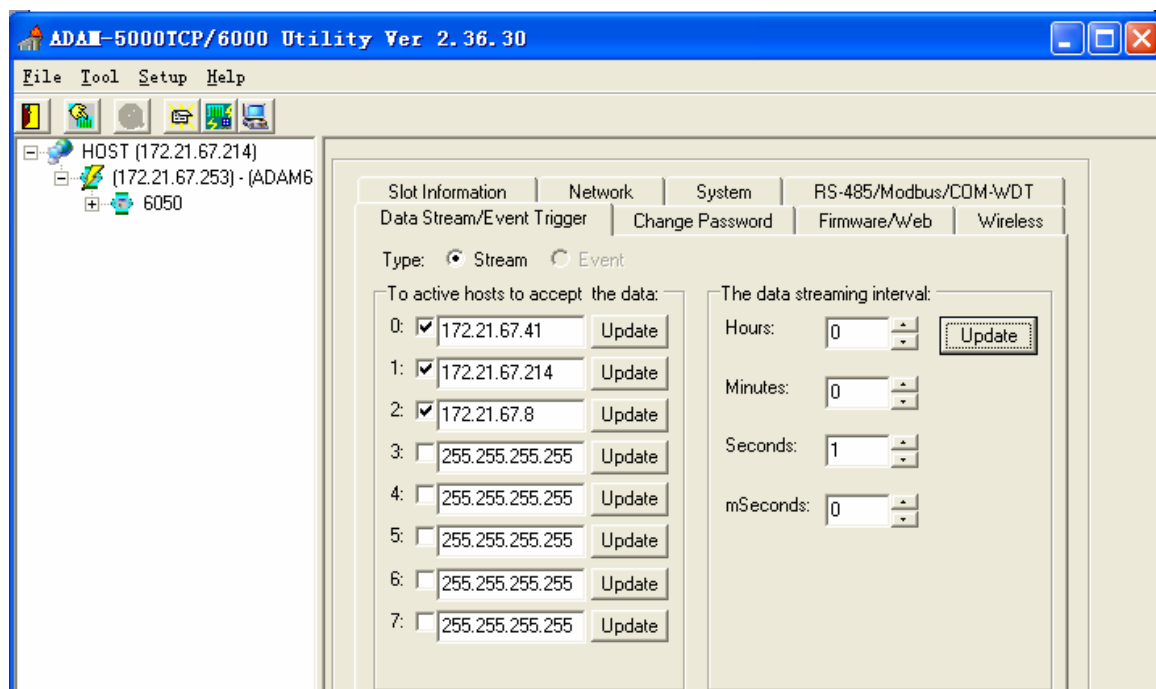 ADAM-5000TCP/6000 Utility Ver 2.36.30
File Tool Setup Help
HOST (172.21.67.214)
(172.21.67.253) - (ADAM6
6050
Slot Information Network System RS-485/Modbus/COM-WDT
Data Stream/Event Trigger Change Password Firmware/Web Wireless
Type: Stream Event
To active hosts to accept the data:
0: 172.21.67.41 Update
1: 172.21.67.214 Update
2: 172.21.67.8 Update
3: 255.255.255.255 Update
4: 255.255.255.255 Update
5: 255.255.255.255 Update
6: 255.255.255.255 Update
7: 255.255.255.255 Update
The data streaming interval:
Hours: 0 Update
Minutes: 0
Seconds: 1
mSeconds: 0